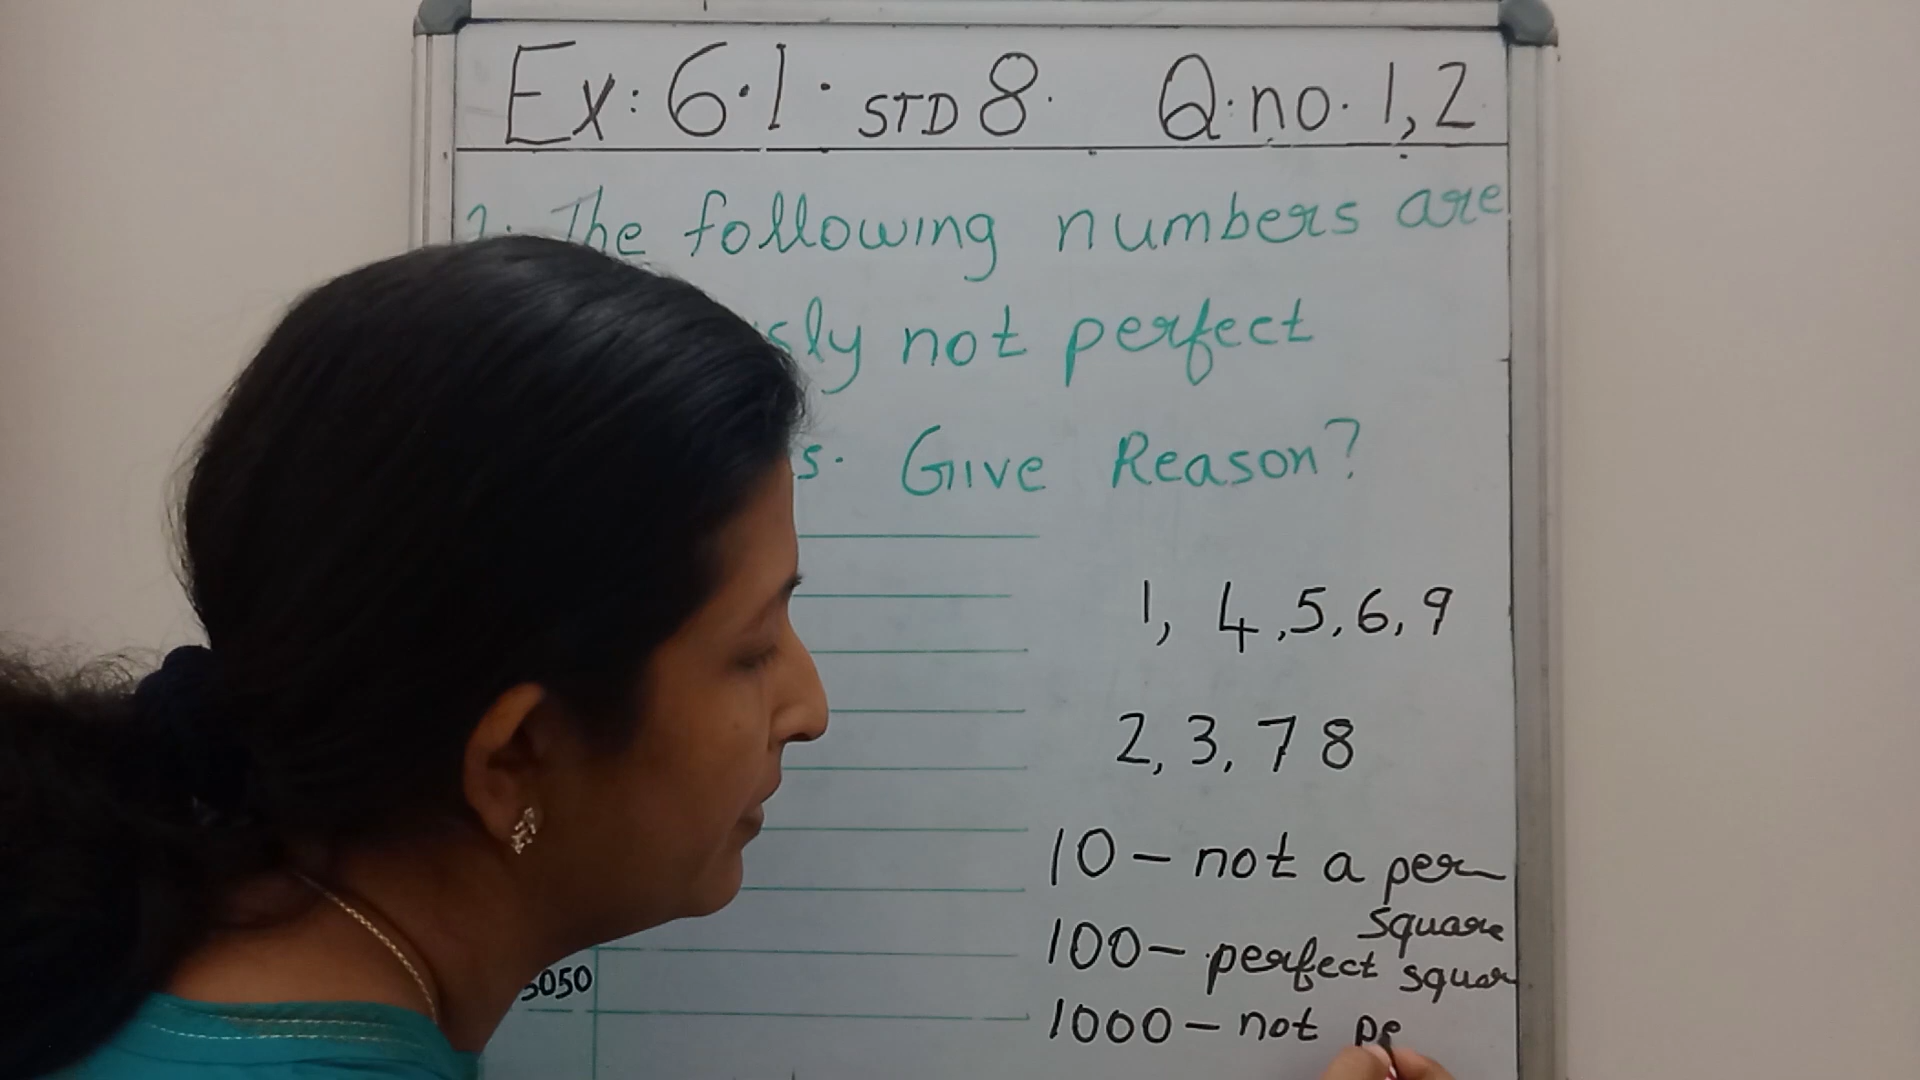 Ex: 6.1. STD 8. Q.no. 1,2
2. The following numbers are
not perfect
Give Reason?
1, 4,5,6,9
2, 3, 7 8
10 - not a per
square
100 - perfect squar
5050
1000 - not pe